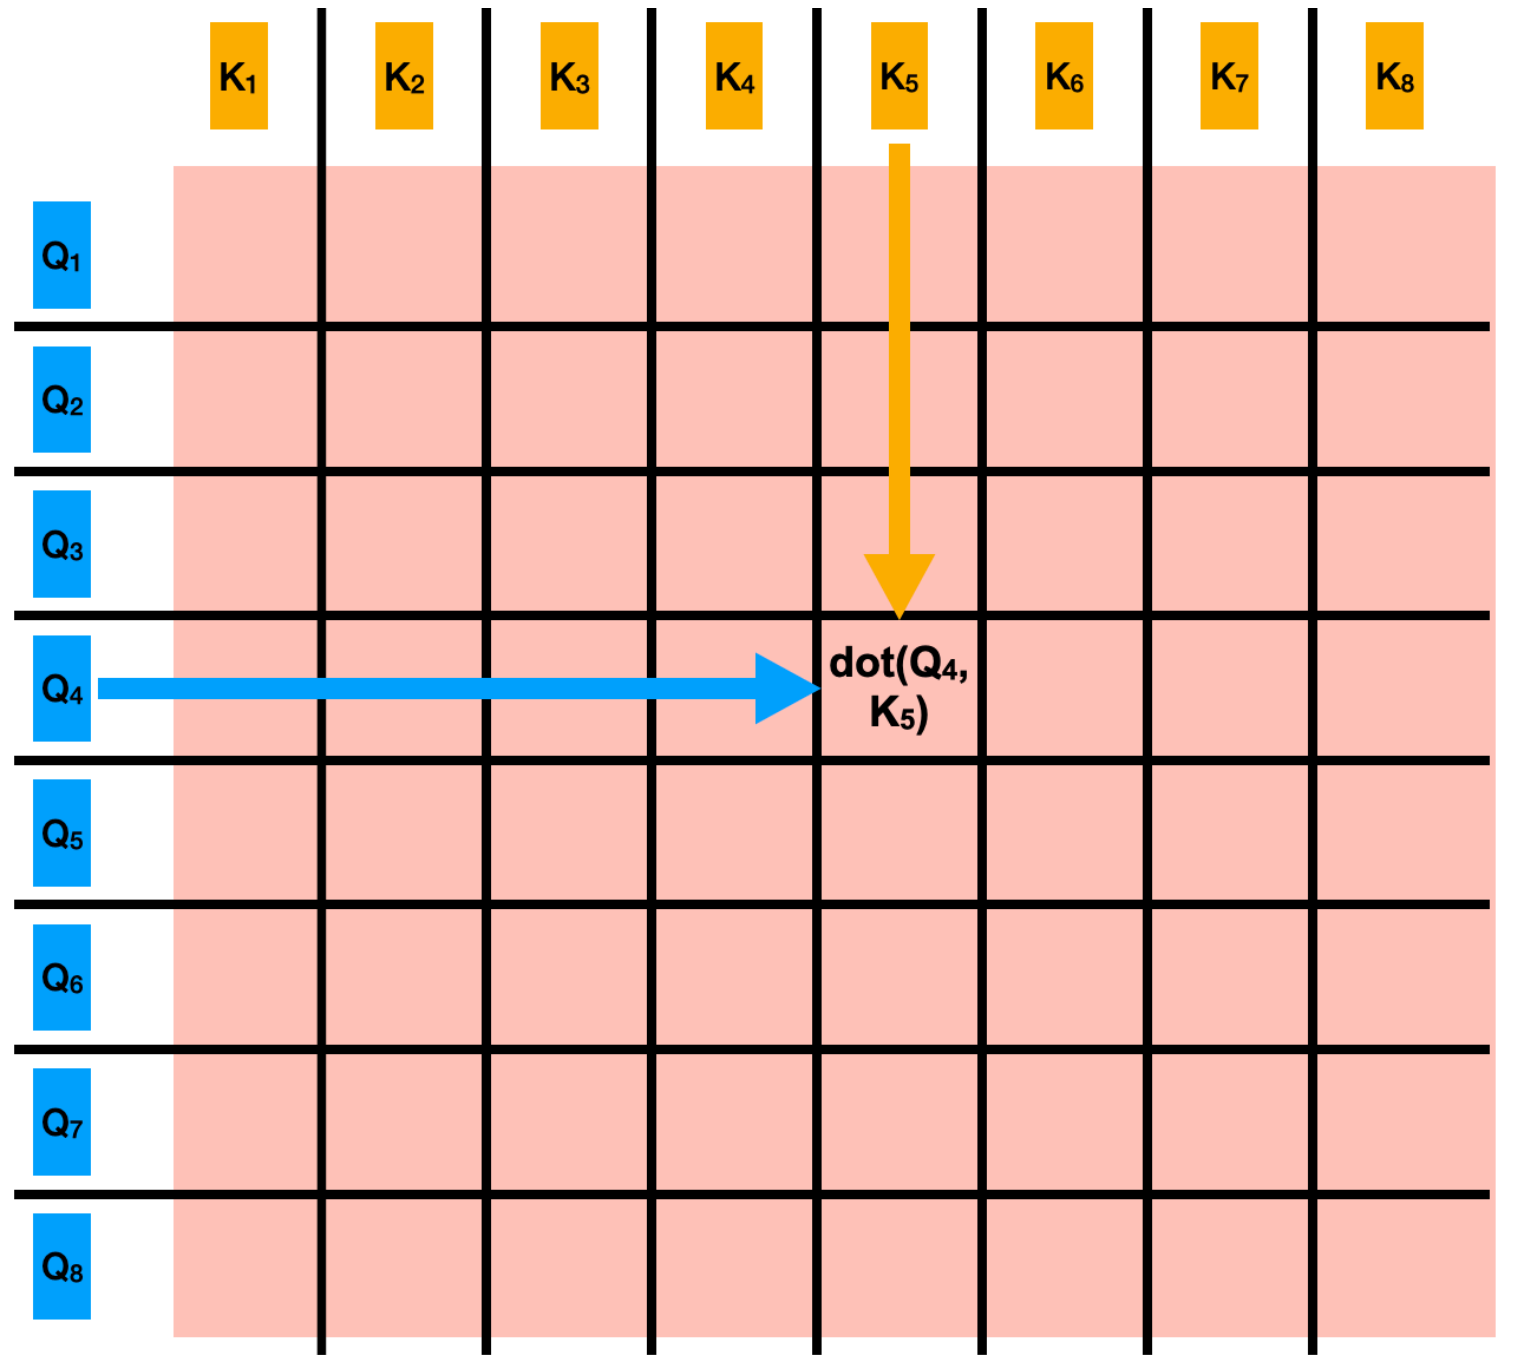 K₁ K₂ K₃ K₄ K₅ K₆ K₇ K₈
Q₁
Q₂
Q₃
Q₄ dot(Q₄,
K₅)
Q₅
Q₆
Q₇
Q₈